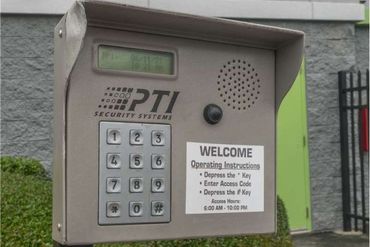 PTI
SECURITY SYSTEMS
1 2 3
4 5 6
7 8 9
* 0 #
WELCOME
Operating Instructions
• Depress the * Key
• Enter Access Code
• Depress the # Key
Access Hours:
6:00 AM - 10:00 PM